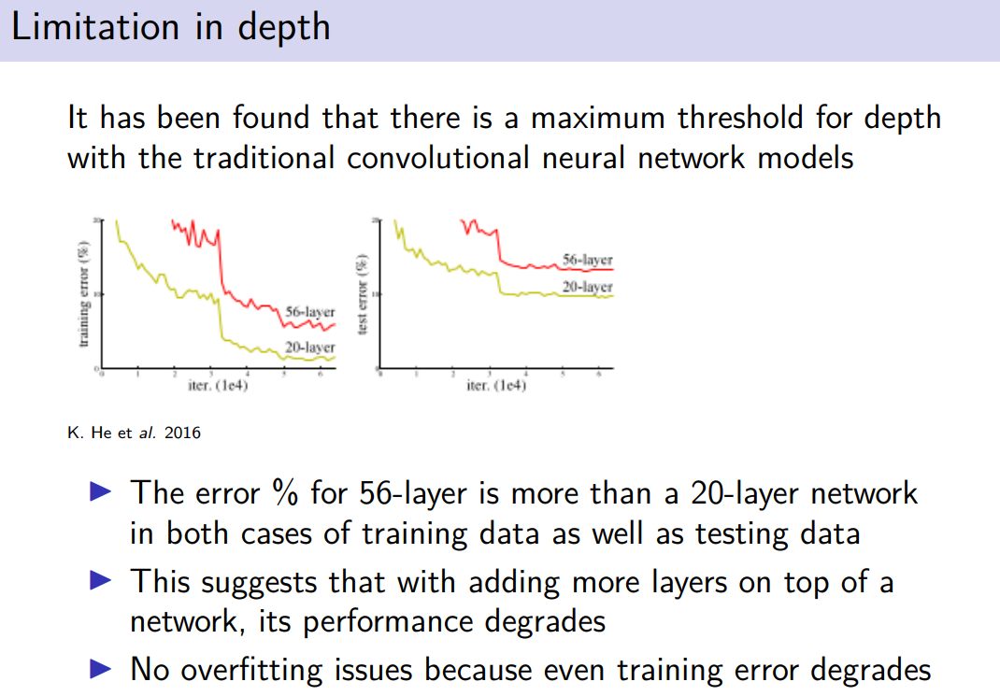 Limitation in depth
It has been found that there is a maximum threshold for depth
with the traditional convolutional neural network models
training error (%)
20
10
0
0 1 2 3 4 5 6
iter. (1e4)
56-layer
20-layer
test error (%)
20
10
0
0 1 2 3 4 5 6
iter. (1e4)
56-layer
20-layer
K. He et al. 2016
▶ The error % for 56-layer is more than a 20-layer network
in both cases of training data as well as testing data
▶ This suggests that with adding more layers on top of a
network, its performance degrades
▶ No overfitting issues because even training error degrades